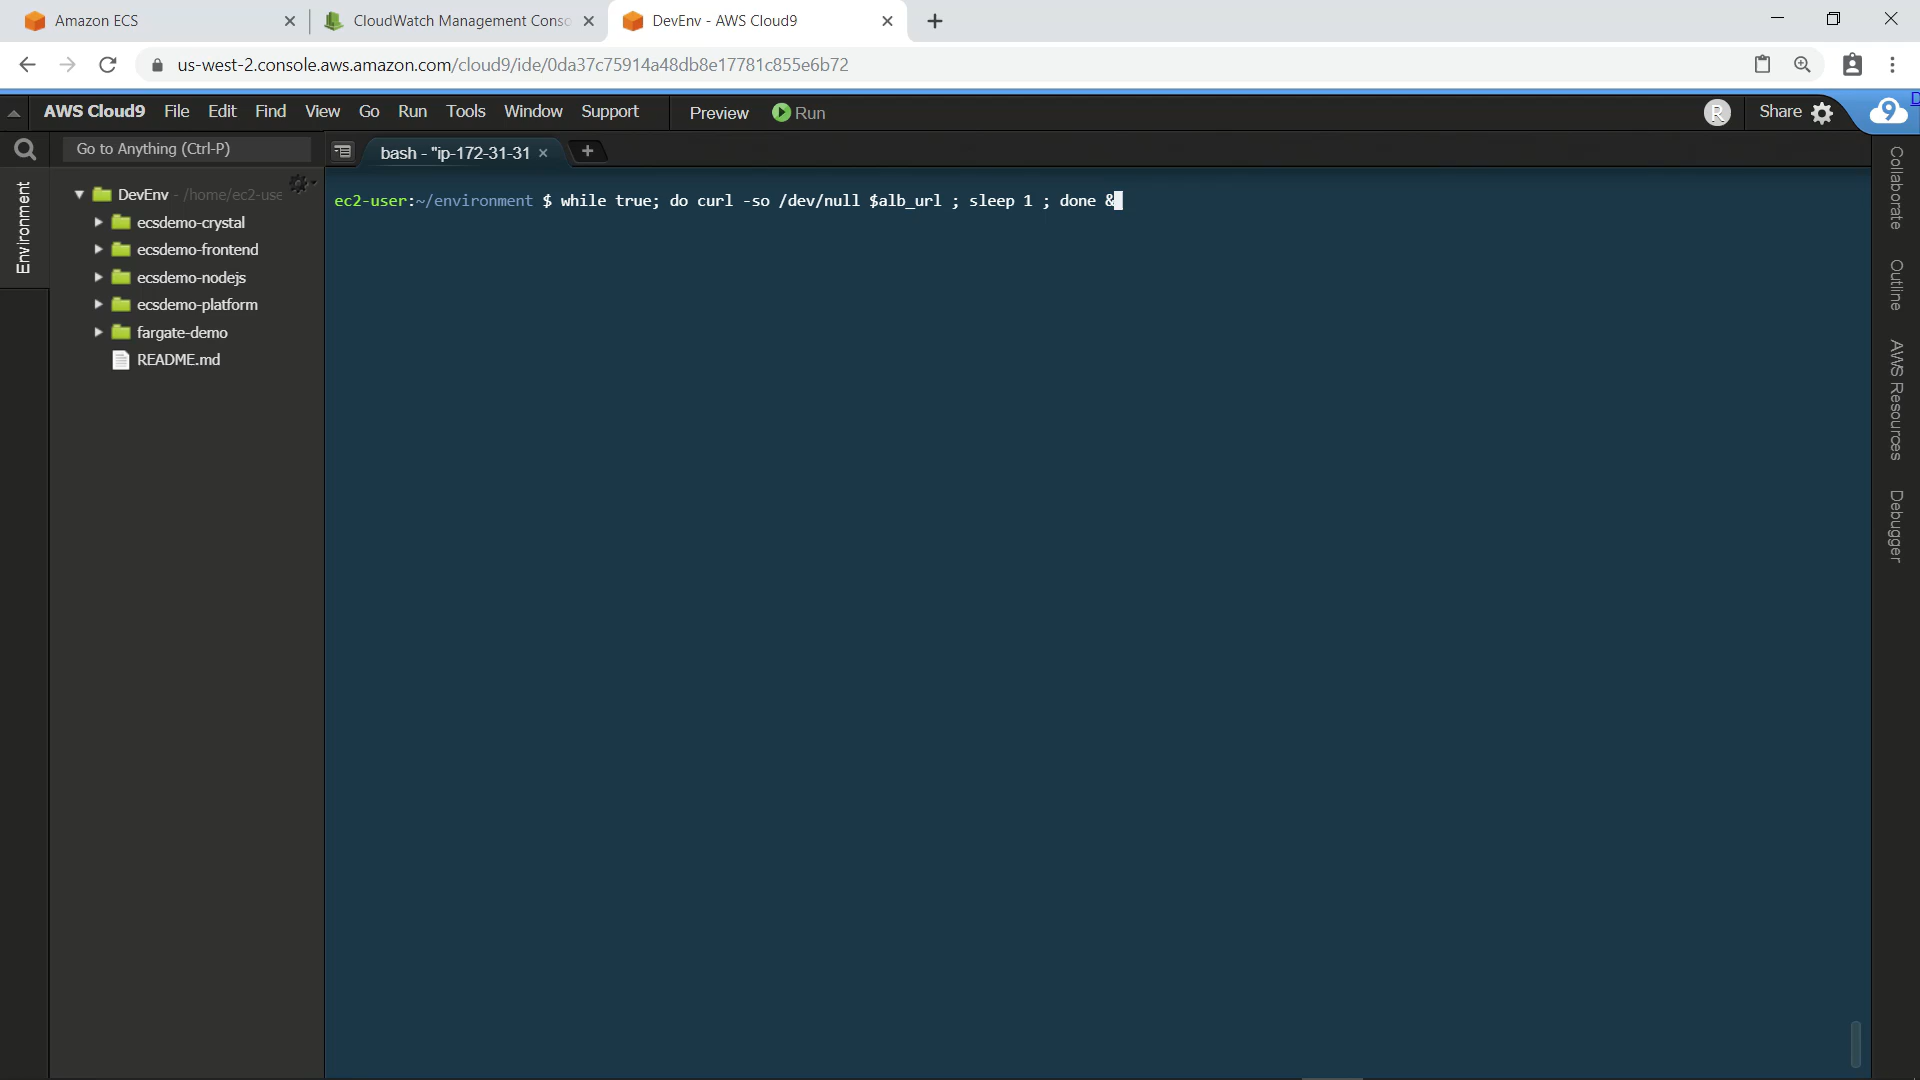 Amazon ECS
CloudWatch Management Conso
DevEnv - AWS Cloud9
us-west-2.console.aws.amazon.com/cloud9/ide/0da37c75914a48db8e17781c855e6b72
AWS Cloud9 File Edit Find View Go Run Tools Window Support Preview Run R Share 9 D
Go to Anything (Ctrl-P)
bash - "ip-172-31-31
Environment
DevEnv - /home/ec2-use
ecsdemo-crystal
ecsdemo-frontend
ecsdemo-nodejs
ecsdemo-platform
fargate-demo
README.md
ec2-user:~/environment $ while true; do curl -so /dev/null $alb_url ; sleep 1 ; done &
Collaborate
Outline
AWS Resources
Debugger